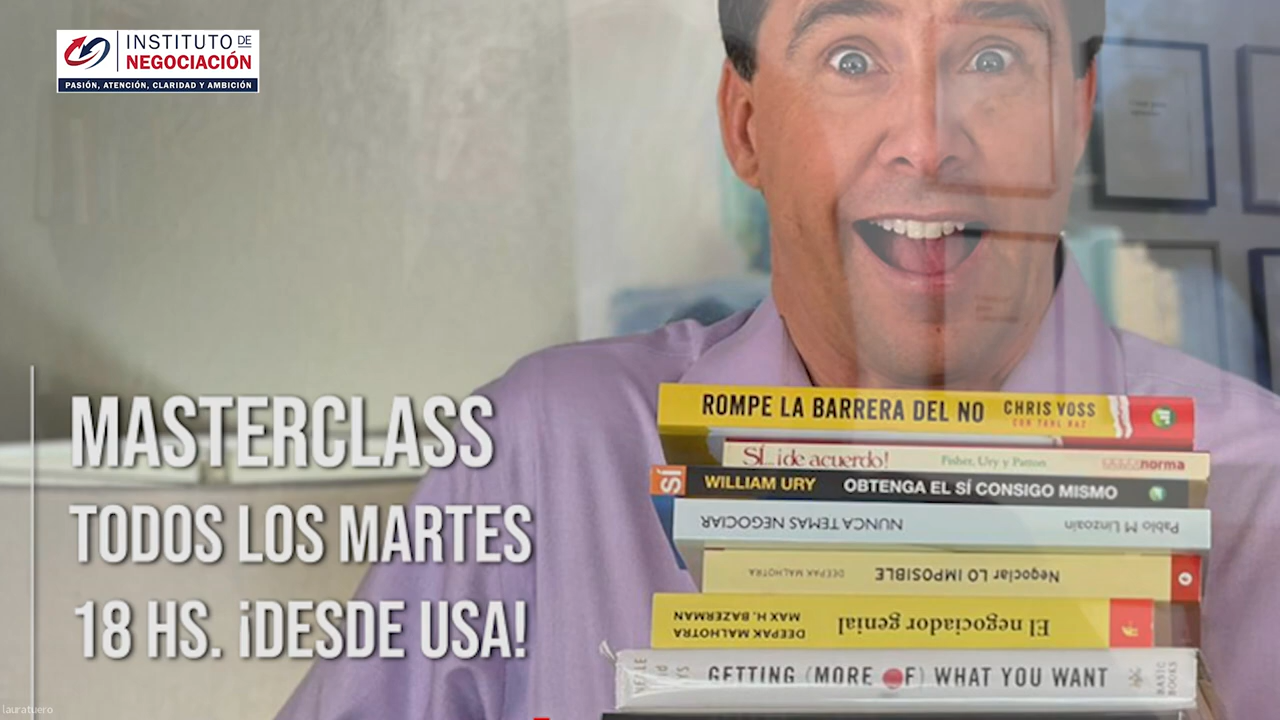 INSTITUTO DE
NEGOCIACIÓN
PASIÓN, ATENCIÓN, CLARIDAD Y AMBICIÓN
MASTERCLASS
TODOS LOS MARTES
18 HS. ¡DESDE USA!
ROMPE LA BARRERA DEL NO CHRIS VOSS
CON TAHL RAZ
SÍ...¡de acuerdo! Fisher, Ury y Patton norma
SÍ WILLIAM URY OBTENGA EL SÍ CONSIGO MISMO
NUNCA TEMAS NEGOCIAR Pablo M Linzoain
Negociar LO IMPOSIBLE DEEPAK MALHOTRA
El negociador genial DEEPAK MALHOTRA
MAX H. BAZERMAN
GETTING (MORE OF) WHAT YOU WANT BASIC BOOKS
lauratuero